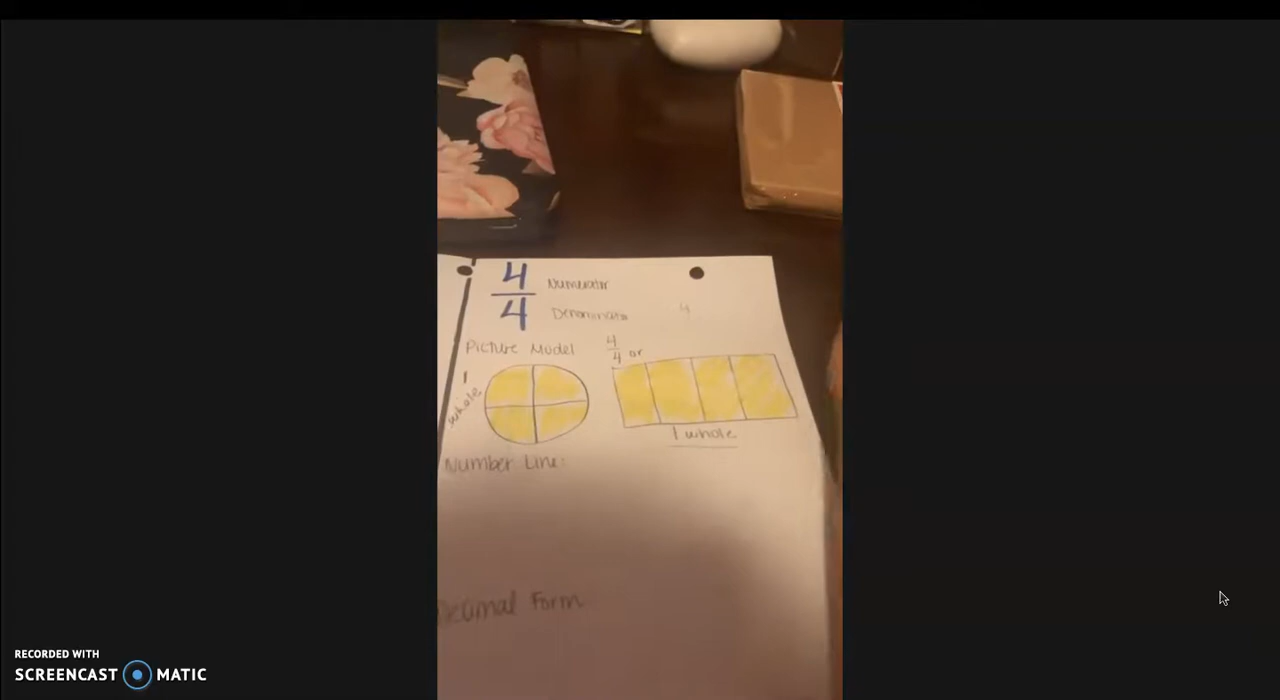 4 Numerator
4 Denominator
4
Picture Model
4/4 or
1 whole
1 whole
Number Line:
Decimal Form
RECORDED WITH
SCREENCAST MATIC